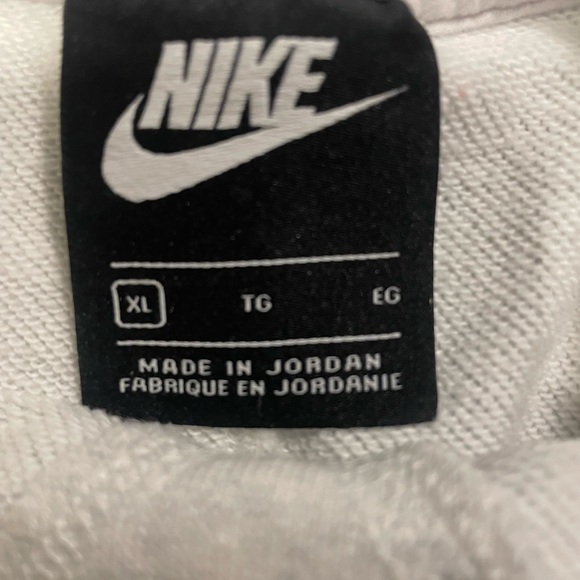 NIKE
XL TG EG
MADE IN JORDAN
FABRIQUE EN JORDANIE